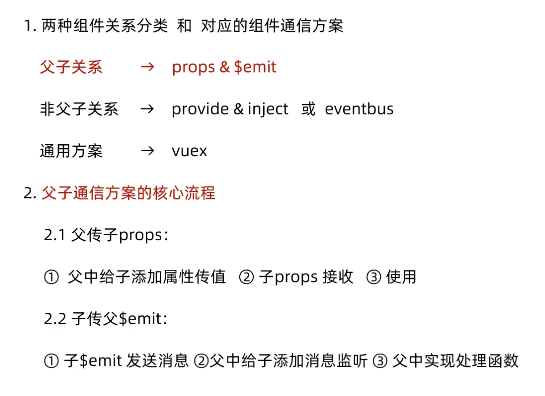 1. 两种组件关系分类 和 对应的组件通信方案
父子关系 → props & $emit
非父子关系 → provide & inject 或 eventbus
通用方案 → vuex
2. 父子通信方案的核心流程
2.1 父传子props：
① 父中给子添加属性传值 ② 子props 接收 ③ 使用
2.2 子传父$emit：
① 子$emit 发送消息 ②父中给子添加消息监听 ③ 父中实现处理函数